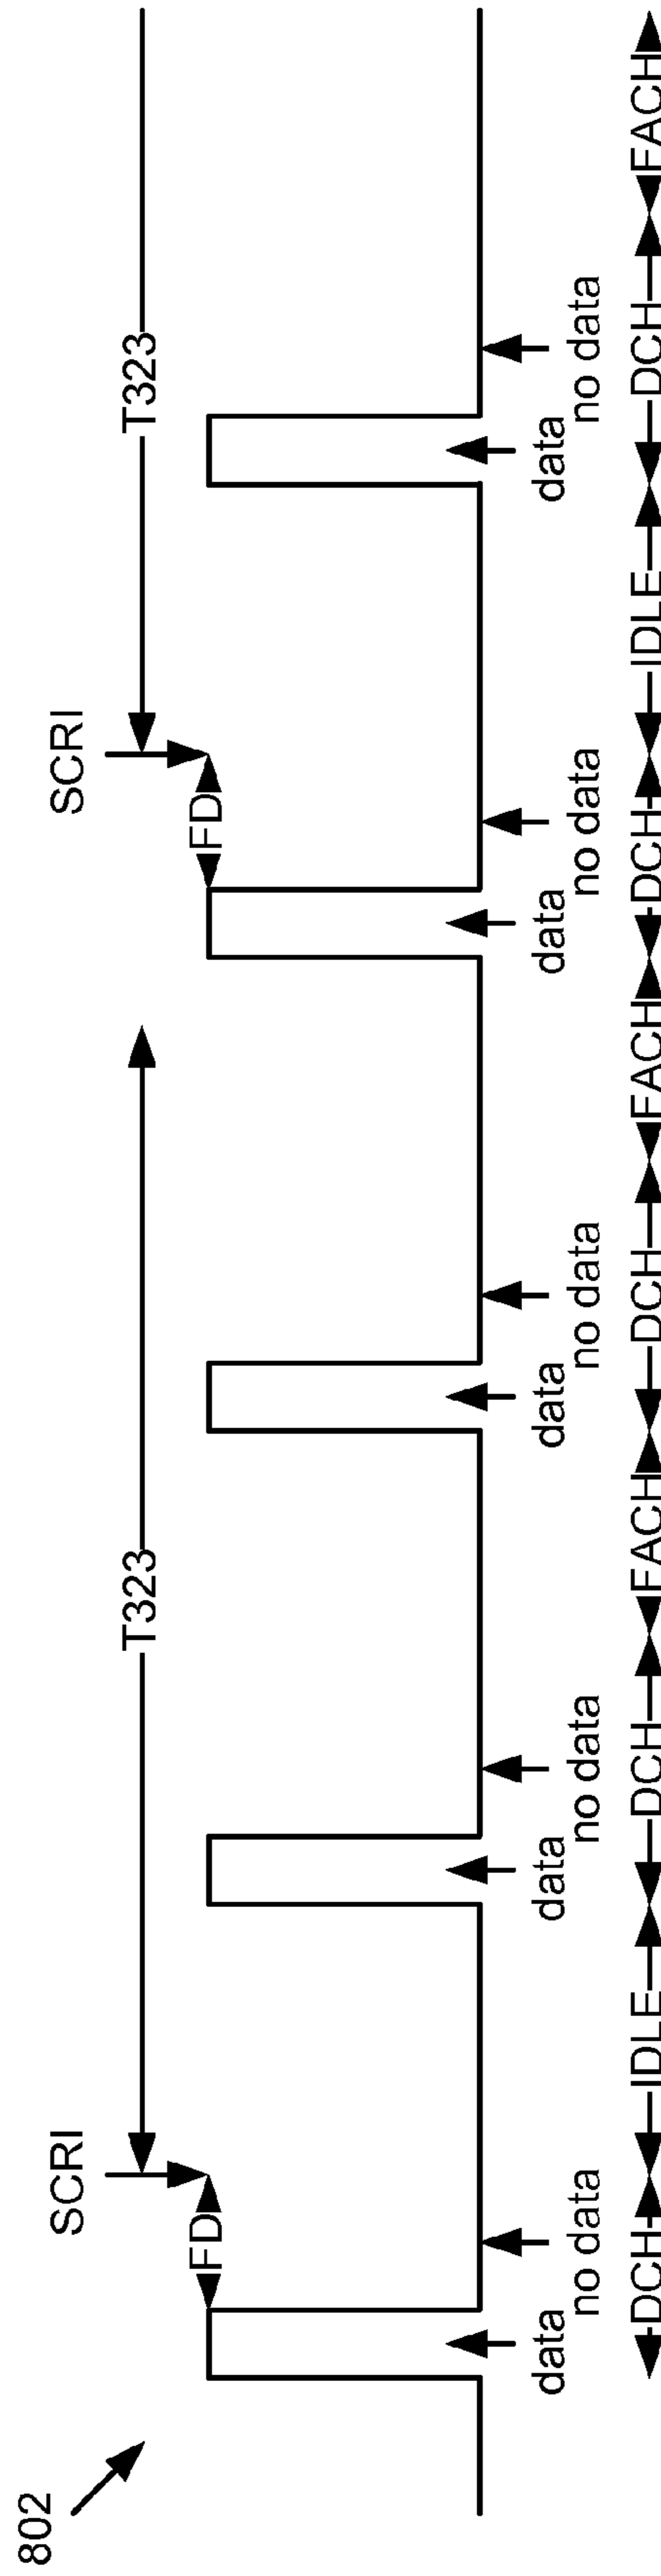 802
SCRI
SCRI
T323
T323
FD
FD
data
data
data
data
data
no data
no data
no data
no data
no data
DCH
IDLE
DCH
FACH
DCH
FACH
DCH
IDLE
DCH
FACH